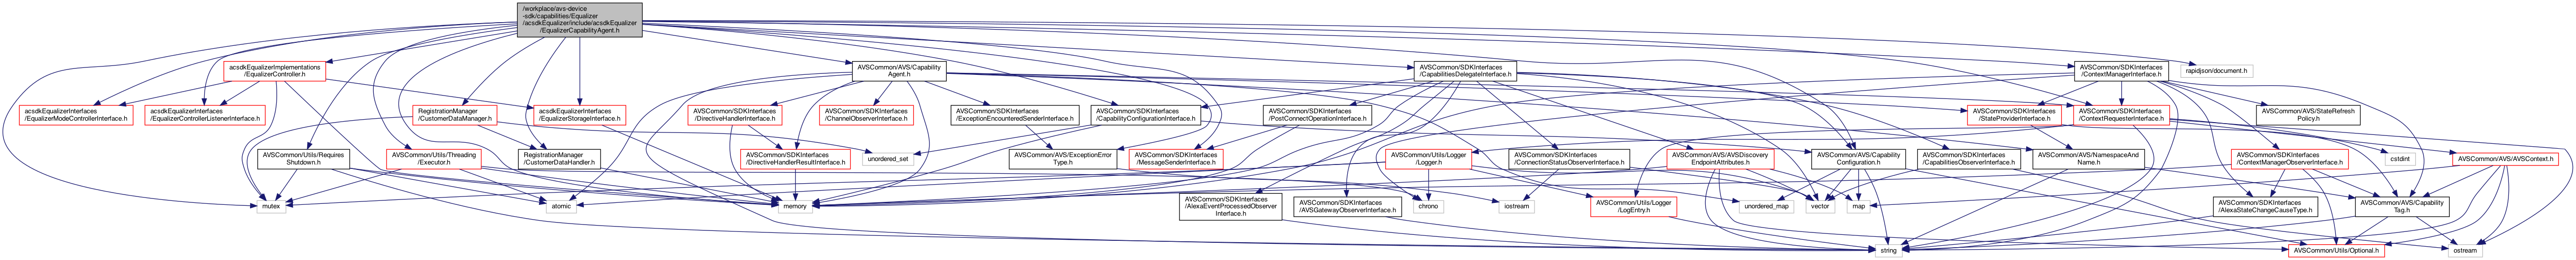 /workplace/avs-device
-sdk/capabilities/Equalizer
/acsdkEqualizer/include/acsdkEqualizer
/EqualizerCapabilityAgent.h
acsdkEqualizerImplementations
/EqualizerController.h
AVSCommon/AVS/Capability
Agent.h
AVSCommon/SDKInterfaces
/CapabilitiesDelegateInterface.h
AVSCommon/SDKInterfaces
/ContextManagerInterface.h
rapidjson/document.h
acsdkEqualizerInterfaces
/EqualizerModeControllerInterface.h
acsdkEqualizerInterfaces
/EqualizerControllerListenerInterface.h
RegistrationManager
/CustomerDataManager.h
acsdkEqualizerInterfaces
/EqualizerStorageInterface.h
AVSCommon/SDKInterfaces
/DirectiveHandlerInterface.h
AVSCommon/SDKInterfaces
/ChannelObserverInterface.h
AVSCommon/SDKInterfaces
/ExceptionEncounteredSenderInterface.h
AVSCommon/SDKInterfaces
/CapabilityConfigurationInterface.h
AVSCommon/SDKInterfaces
/PostConnectOperationInterface.h
AVSCommon/SDKInterfaces
/StateProviderInterface.h
AVSCommon/SDKInterfaces
/ContextRequesterInterface.h
AVSCommon/AVS/StateRefresh
Policy.h
AVSCommon/Utils/Requires
Shutdown.h
AVSCommon/Utils/Threading
/Executor.h
RegistrationManager
/CustomerDataHandler.h
AVSCommon/SDKInterfaces
/DirectiveHandlerResultInterface.h
unordered_set
AVSCommon/AVS/ExceptionError
Type.h
AVSCommon/SDKInterfaces
/MessageSenderInterface.h
AVSCommon/Utils/Logger
/Logger.h
AVSCommon/SDKInterfaces
/ConnectionStatusObserverInterface.h
AVSCommon/AVS/AVSDiscovery
EndpointAttributes.h
AVSCommon/AVS/Capability
Configuration.h
AVSCommon/SDKInterfaces
/CapabilitiesObserverInterface.h
AVSCommon/AVS/NamespaceAnd
Name.h
AVSCommon/SDKInterfaces
/ContextManagerObserverInterface.h
cstdint
AVSCommon/AVS/AVSContext.h
mutex
atomic
memory
AVSCommon/SDKInterfaces
/AlexaEventProcessedObserver
Interface.h
AVSCommon/SDKInterfaces
/AVSGatewayObserverInterface.h
chrono
iostream
AVSCommon/Utils/Logger
/LogEntry.h
unordered_map
vector
map
AVSCommon/SDKInterfaces
/AlexaStateChangeCauseType.h
AVSCommon/AVS/Capability
Tag.h
string
AVSCommon/Utils/Optional.h
ostream